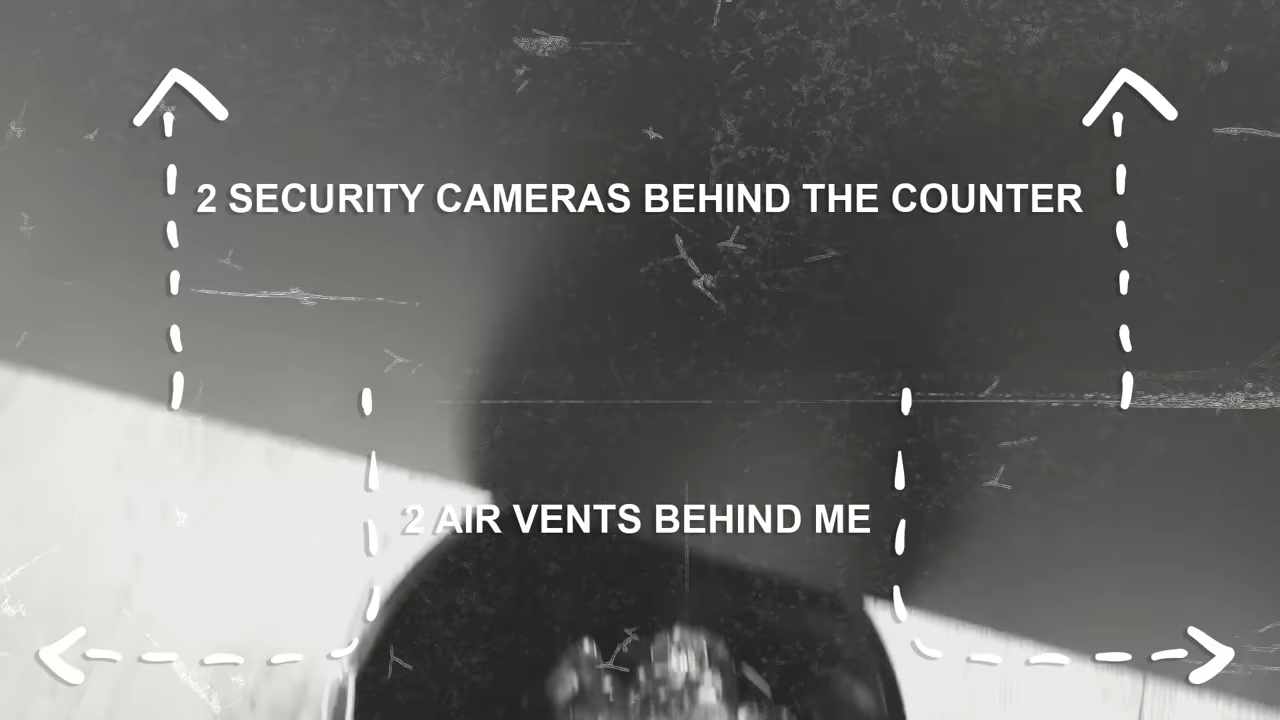 2 SECURITY CAMERAS BEHIND THE COUNTER
2 AIR VENTS BEHIND ME